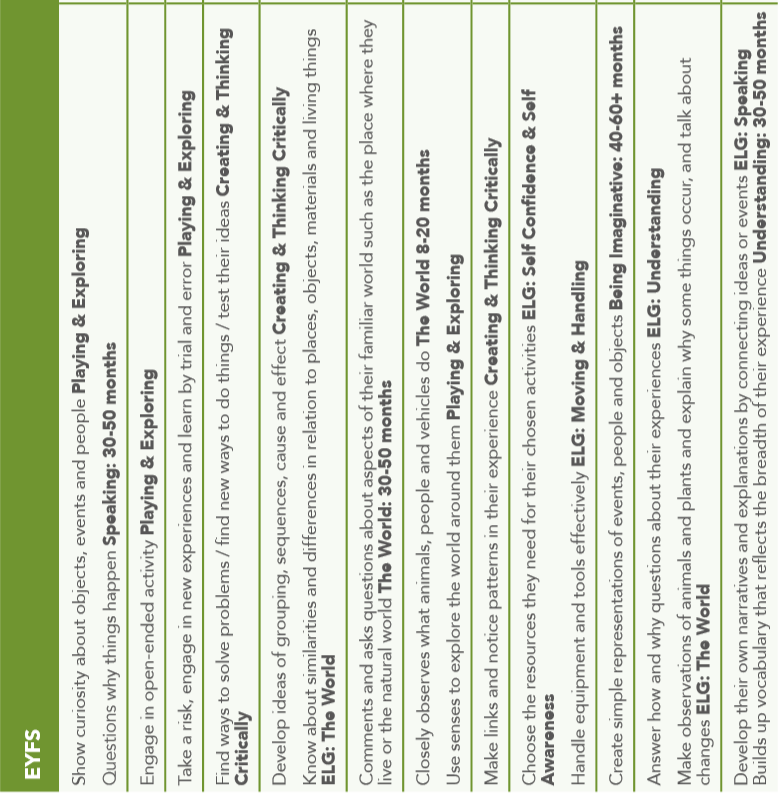 EYFS
Show curiosity about objects, events and people Playing & Exploring
Questions why things happen Speaking: 30-50 months
Engage in open-ended activity Playing & Exploring
Take a risk, engage in new experiences and learn by trial and error Playing & Exploring
Find ways to solve problems / find new ways to do things / test their ideas Creating & Thinking
Critically
Develop ideas of grouping, sequences, cause and effect Creating & Thinking Critically
Know about similarities and differences in relation to places, objects, materials and living things
ELG: The World
Comments and asks questions about aspects of their familiar world such as the place where they
live or the natural world The World: 30-50 months
Closely observes what animals, people and vehicles do The World 8-20 months
Use senses to explore the world around them Playing & Exploring
Make links and notice patterns in their experience Creating & Thinking Critically
Choose the resources they need for their chosen activities ELG: Self Confidence & Self
Awareness
Handle equipment and tools effectively ELG: Moving & Handling
Create simple representations of events, people and objects Being Imaginative: 40-60+ months
Answer how and why questions about their experiences ELG: Understanding
Make observations of animals and plants and explain why some things occur, and talk about
changes ELG: The World
Develop their own narratives and explanations by connecting ideas or events ELG: Speaking
Builds up vocabulary that reflects the breadth of their experience Understanding: 30-50 months